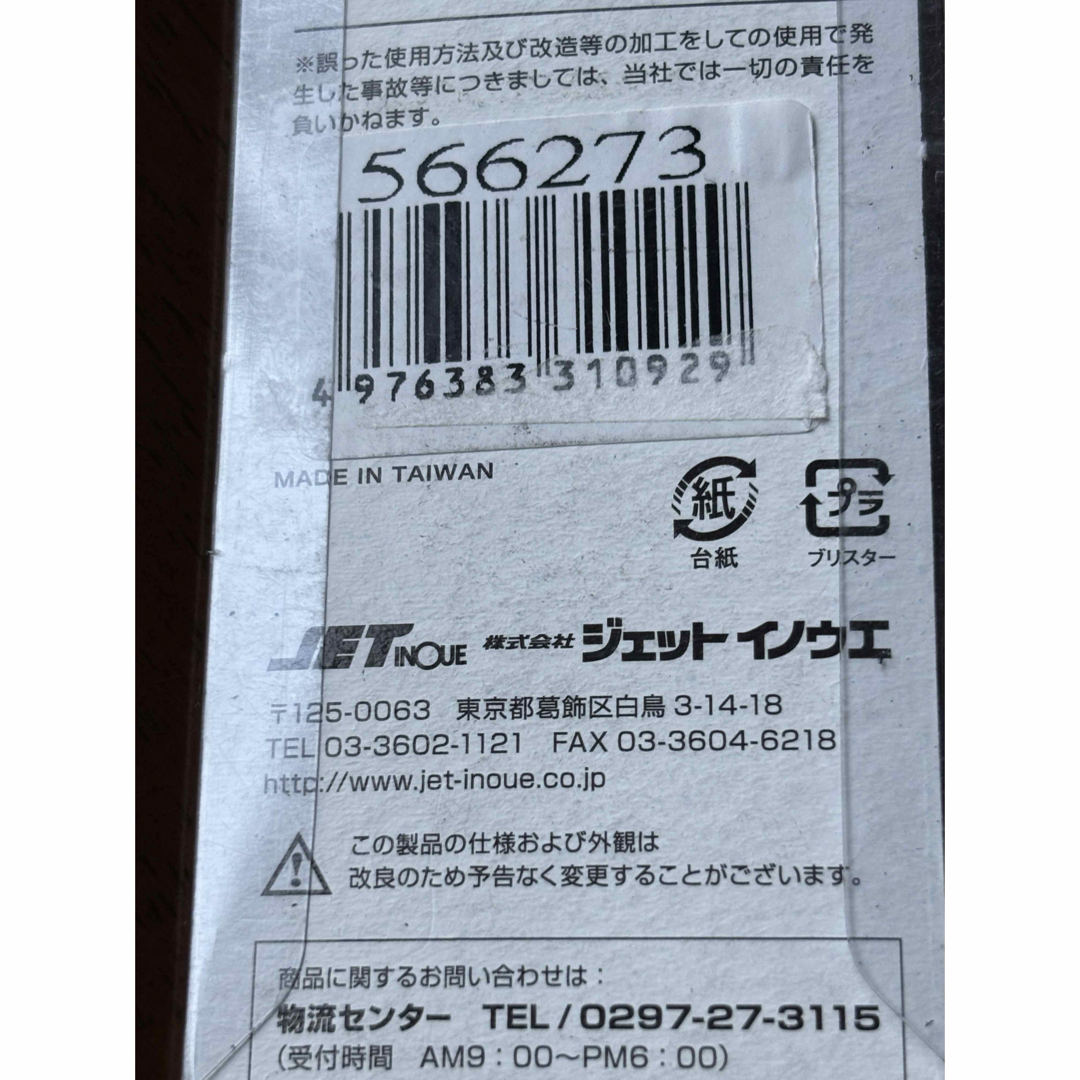 ※誤った使用方法及び改造等の加工をしての使用で発
生した事故等につきましては、当社では一切の責任を
負いかねます。
566273
4 976383 310929
MADE IN TAIWAN
紙 プラ
台紙 ブリスター
JET INOUE 株式会社 ジェットイノウエ
〒125-0063 東京都葛飾区白鳥 3-14-18
TEL 03-3602-1121 FAX 03-3604-6218
http://www.jet-inoue.co.jp
この製品の仕様および外観は
改良のため予告なく変更することがございます。
商品に関するお問い合わせは：
物流センター TEL/0297-27-3115
(受付時間 AM9：00〜PM6：00)